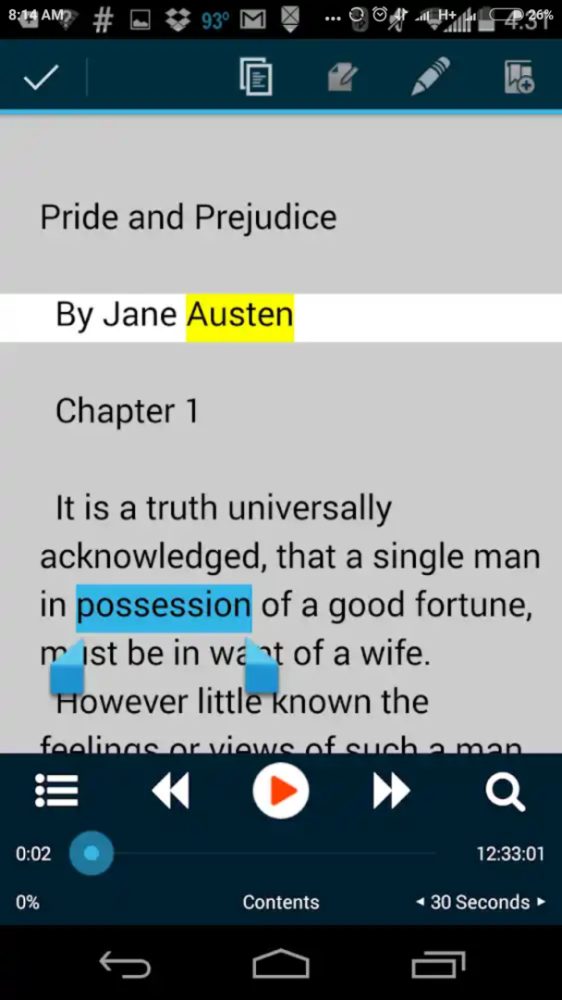 8:14 AM # 93° ... H+ 26%
Pride and Prejudice
By Jane Austen
Chapter 1
It is a truth universally
acknowledged, that a single man
in possession of a good fortune,
must be in want of a wife.
However little known the
feelings or views of such a man
0:02 12:33:01
0% Contents 30 Seconds